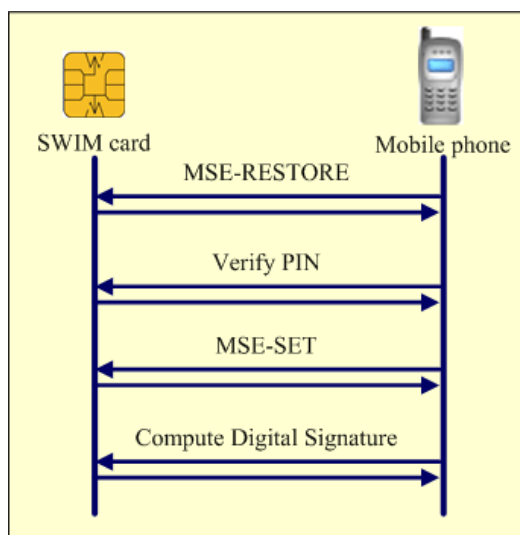 SWIM card
Mobile phone
MSE-RESTORE
Verify PIN
MSE-SET
Compute Digital Signature